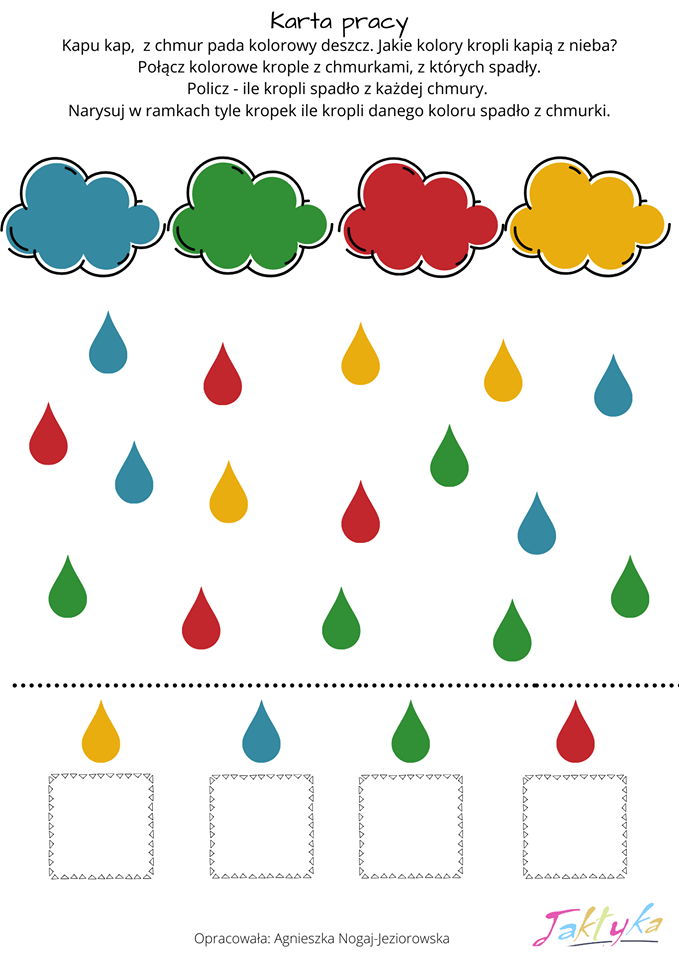 Karta pracy
Kapu kap, z chmur pada kolorowy deszcz. Jakie kolory kropli kapią z nieba?
Połącz kolorowe krople z chmurkami, z których spadły.
Policz - ile kropli spadło z każdej chmury.
Narysuj w ramkach tyle kropek ile kropli danego koloru spadło z chmurki.
Opracowała: Agnieszka Nogaj-Jeziorowska
Taktyka